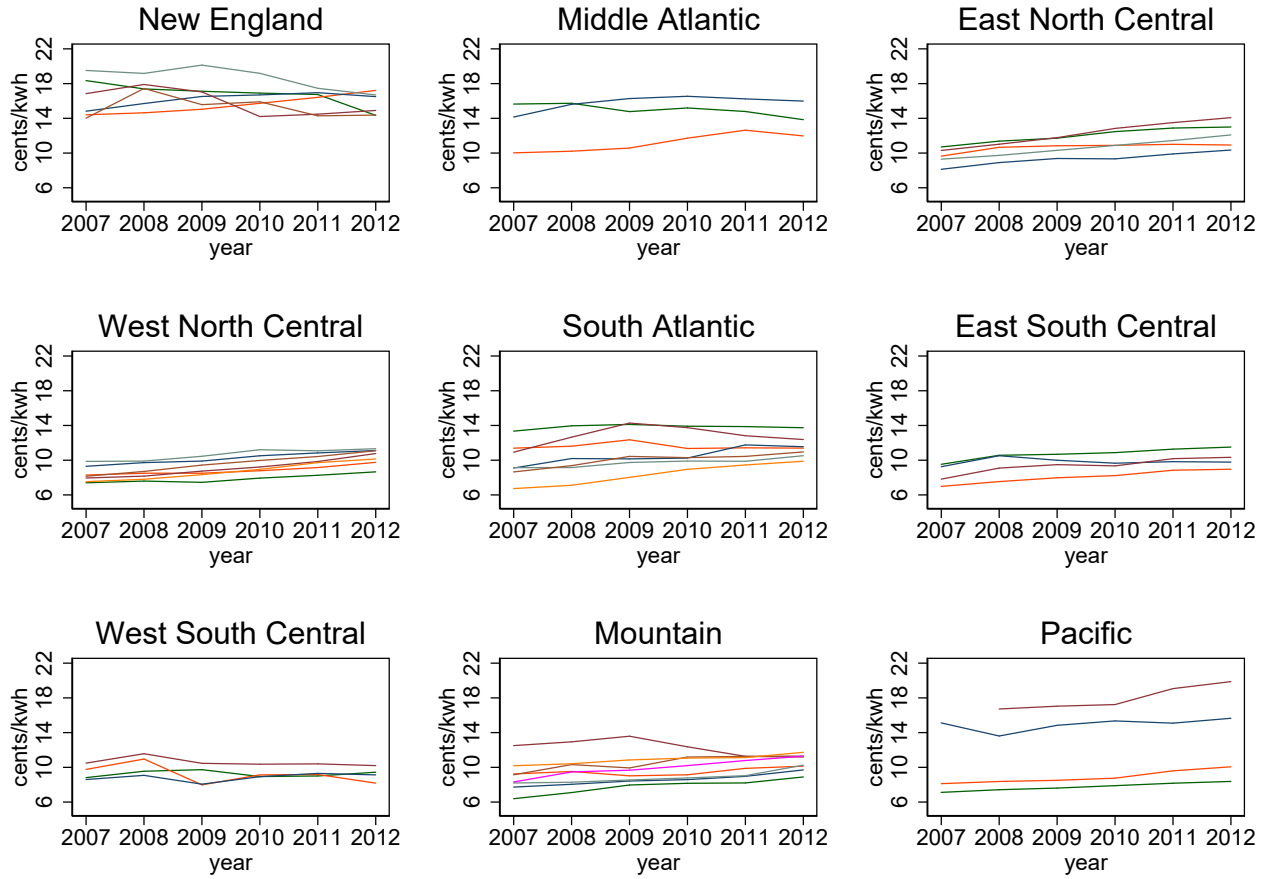 New England
cents/kwh
22
18
14
10
6
2007 2008 2009 2010 2011 2012
year
Middle Atlantic
cents/kwh
22
18
14
10
6
2007 2008 2009 2010 2011 2012
year
East North Central
cents/kwh
22
18
14
10
6
2007 2008 2009 2010 2011 2012
year
West North Central
cents/kwh
22
18
14
10
6
2007 2008 2009 2010 2011 2012
year
South Atlantic
cents/kwh
22
18
14
10
6
2007 2008 2009 2010 2011 2012
year
East South Central
cents/kwh
22
18
14
10
6
2007 2008 2009 2010 2011 2012
year
West South Central
cents/kwh
22
18
14
10
6
2007 2008 2009 2010 2011 2012
year
Mountain
cents/kwh
22
18
14
10
6
2007 2008 2009 2010 2011 2012
year
Pacific
cents/kwh
22
18
14
10
6
2007 2008 2009 2010 2011 2012
year